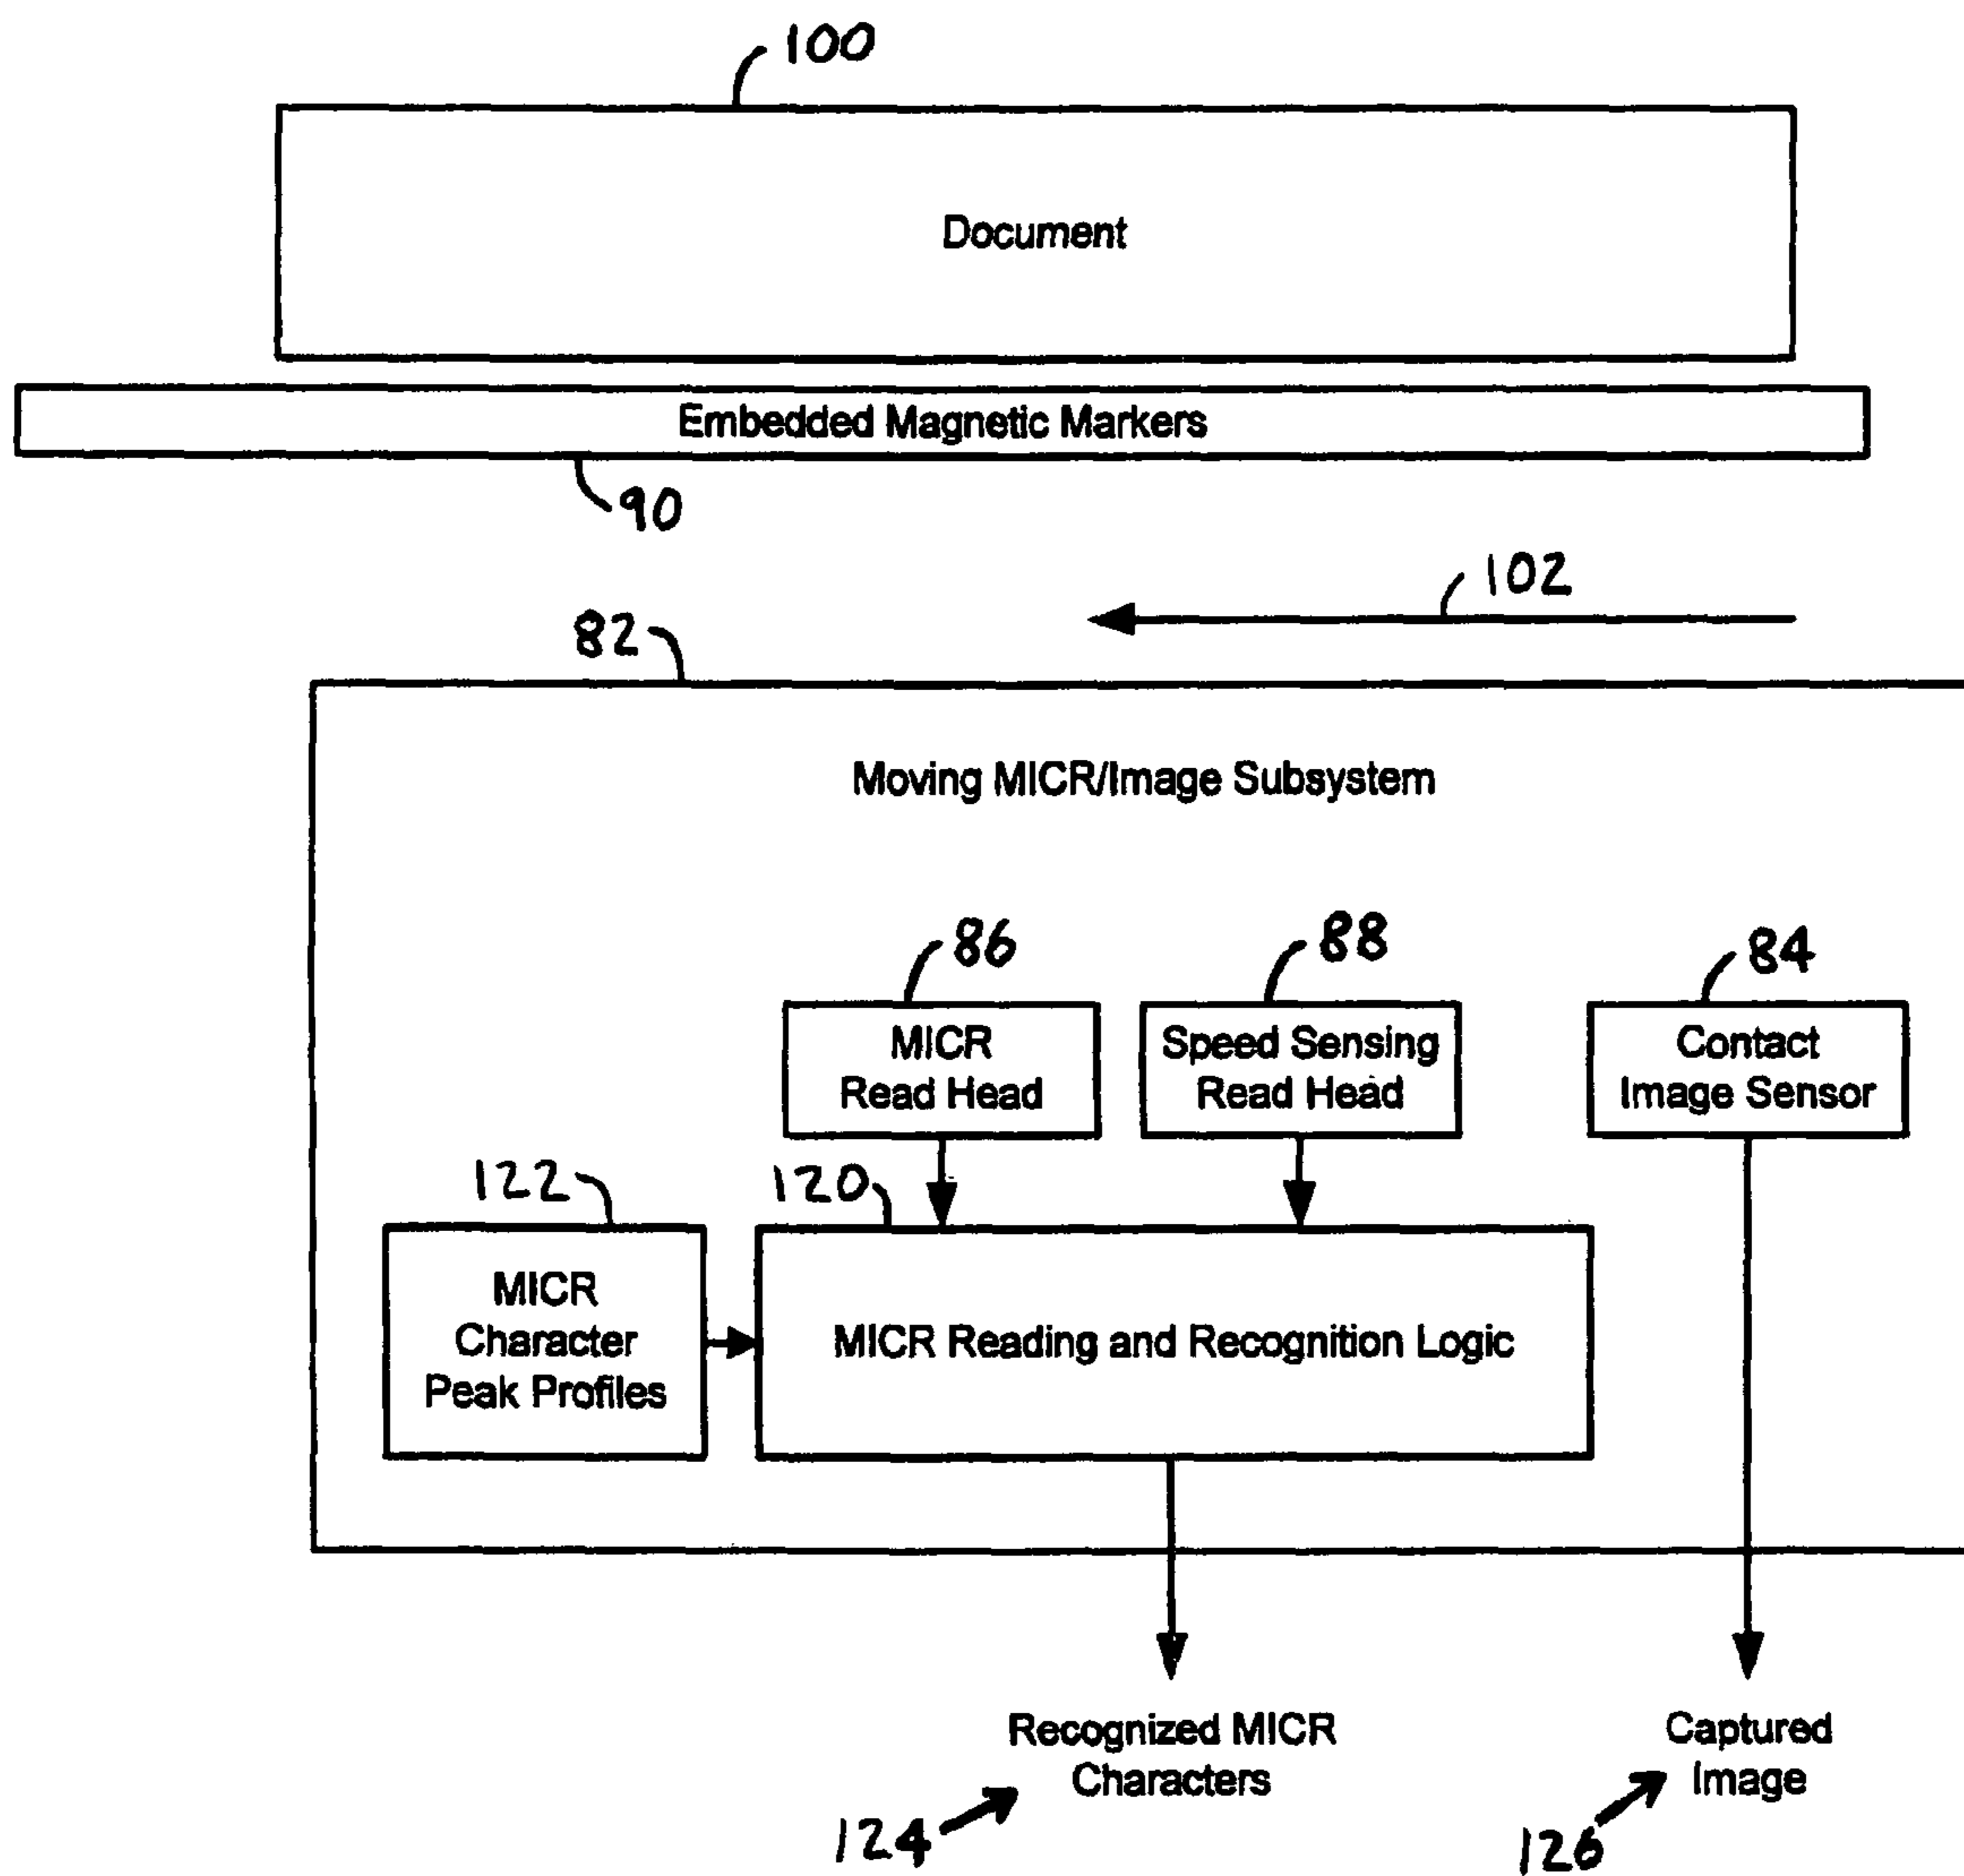 100
Document
Embedded Magnetic Markers
90
102
82
Moving MICR/Image Subsystem
86
88
84
MICR
Read Head
Speed Sensing
Read Head
Contact
Image Sensor
122
120
MICR
Character
Peak Profiles
MICR Reading and Recognition Logic
Recognized MICR
Characters
Captured
Image
124
126